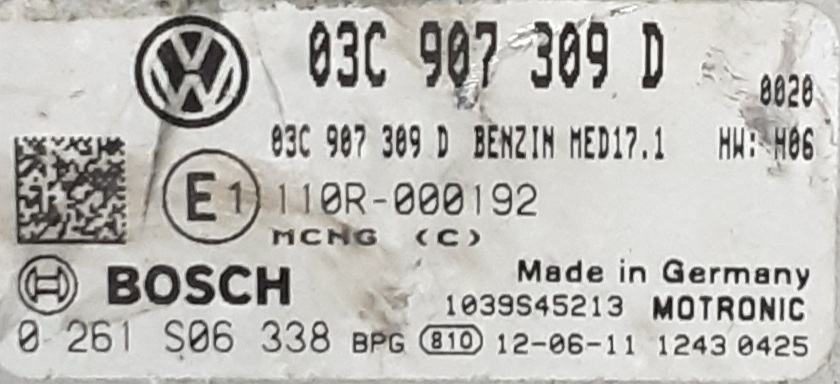 03C 907 309 D
0020
03C 907 309 D BENZIN MED17.1 HW: H06
E1 110R-000192
MCNG (C)
BOSCH Made in Germany
1039S45213 MOTRONIC
0 261 S06 338 BPG 810 12-06-11 1243 0425